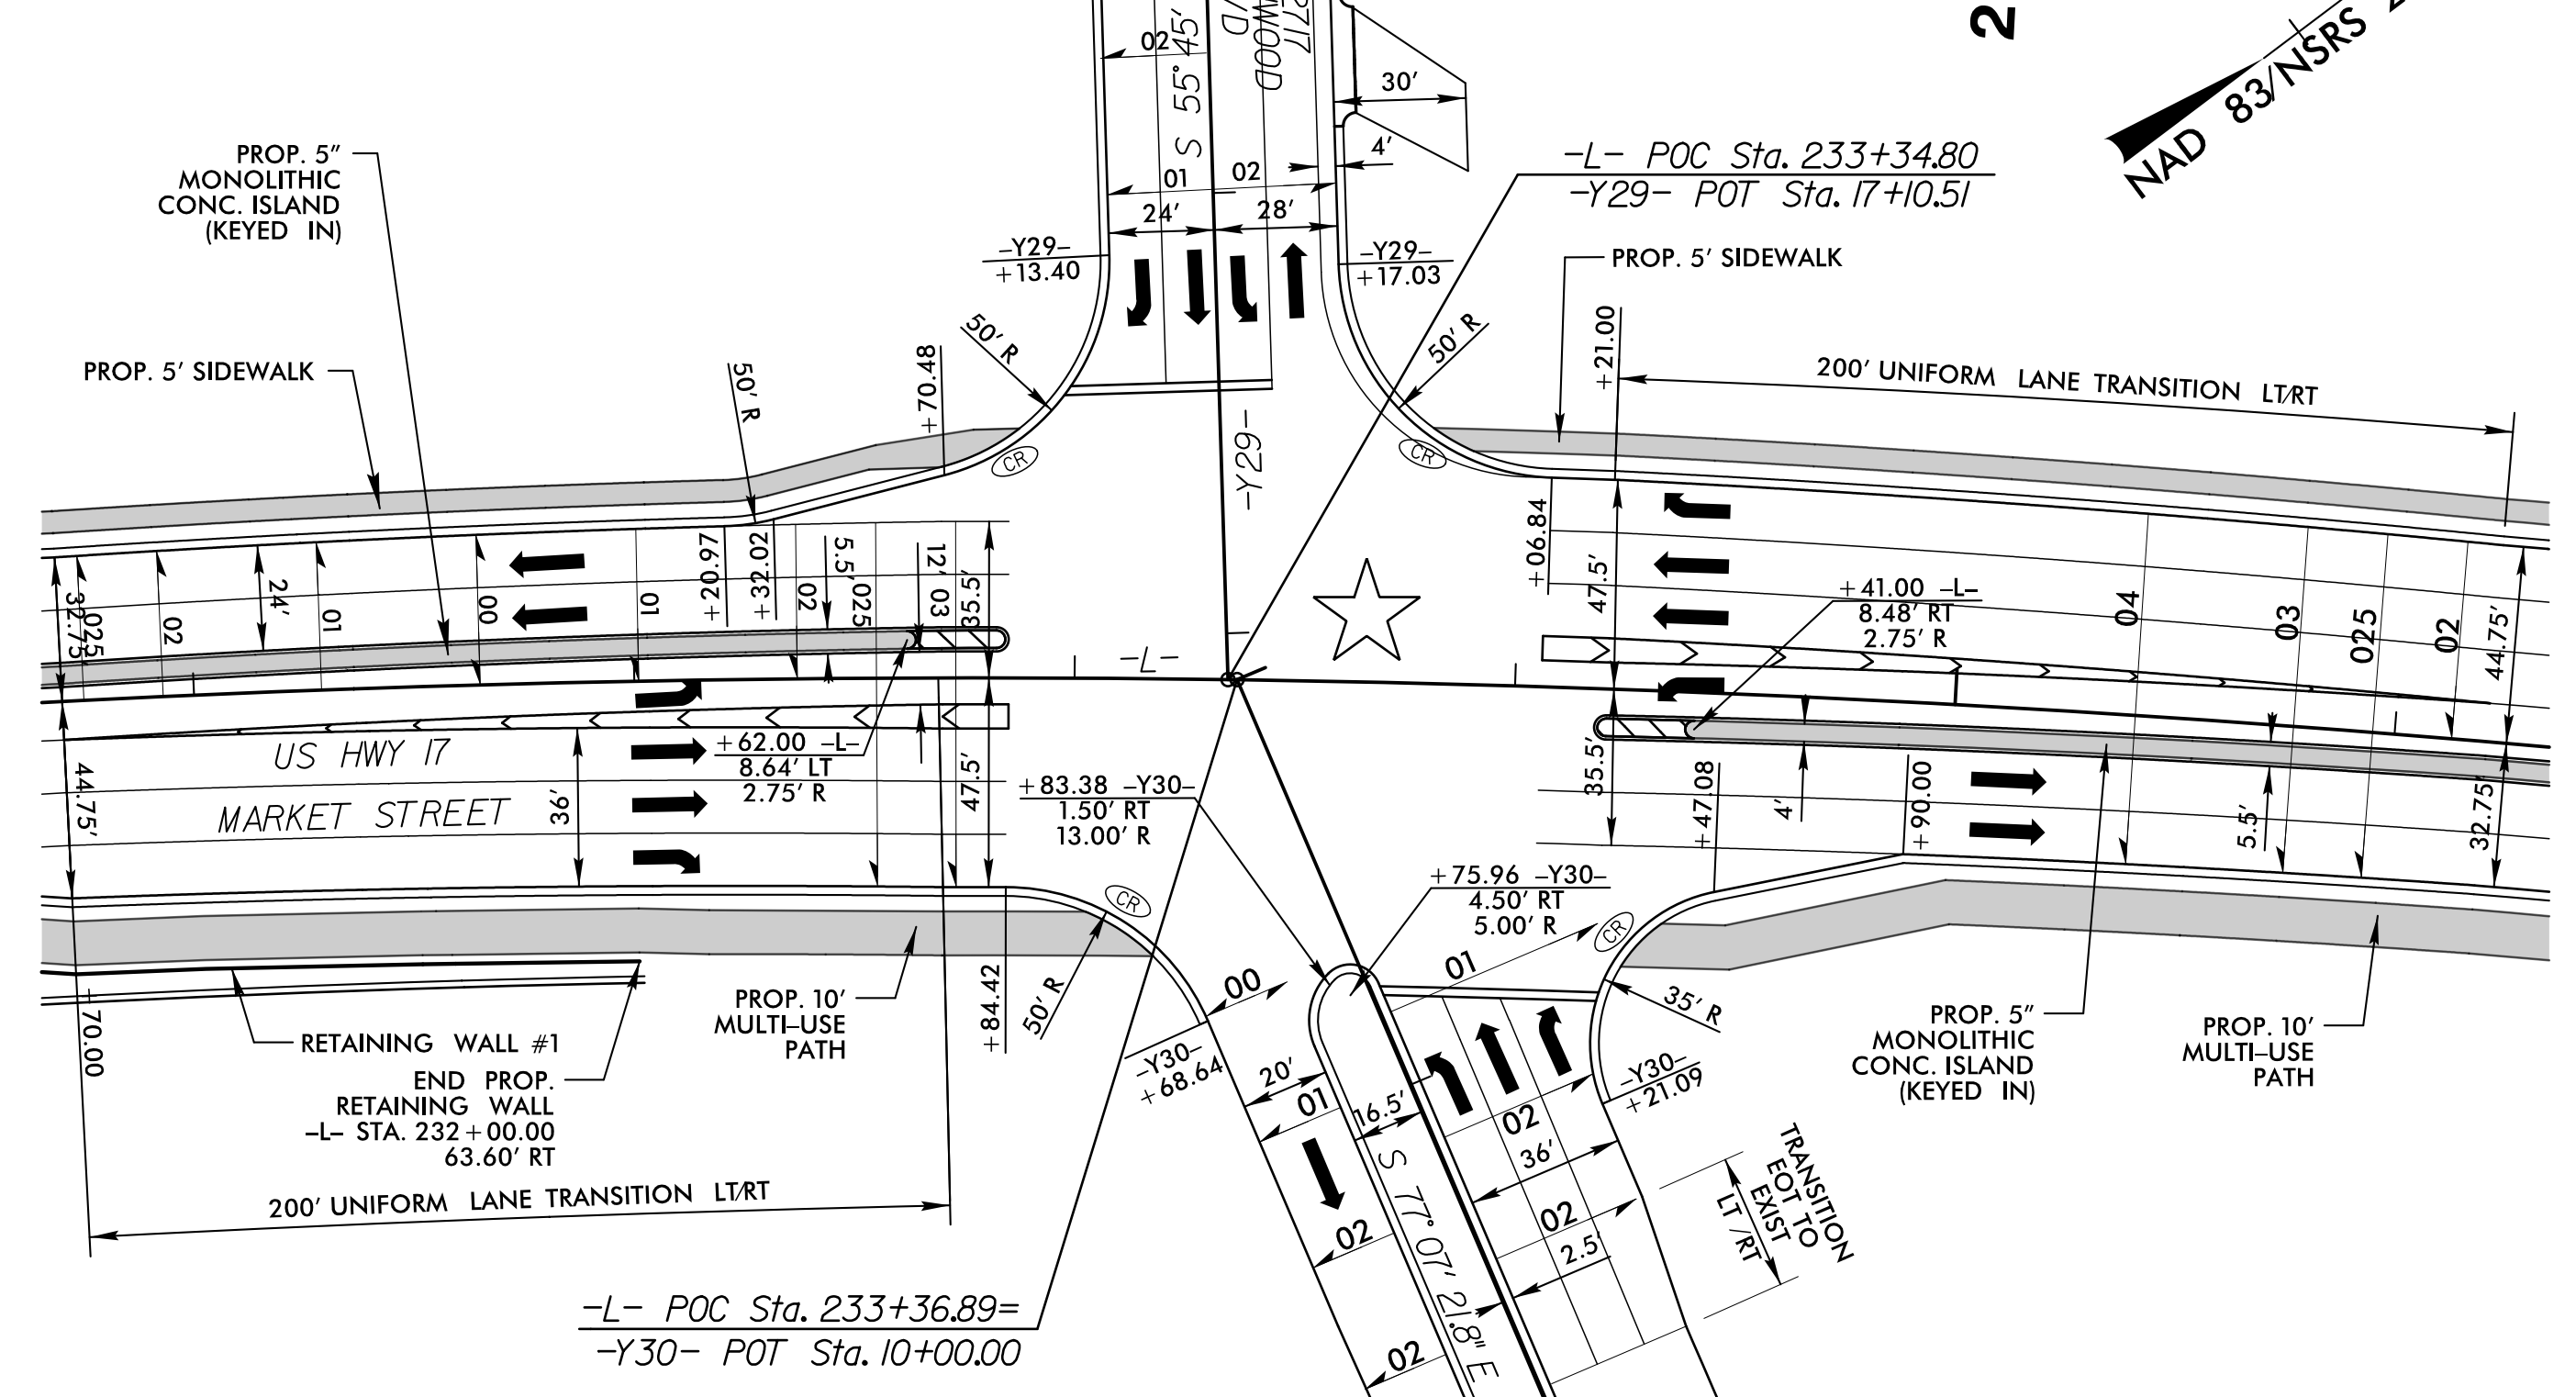 2
NAD 83/NSRS
S 55° 45'
2717
WOOD
02
30'
4'
01
02
24'
28'
-Y29-
+13.40
-Y29-
+17.03
-L- POC Sta. 233+34.80
-Y29- POT Sta. 17+10.51
PROP. 5"
MONOLITHIC
CONC. ISLAND
(KEYED IN)
PROP. 5' SIDEWALK
PROP. 5' SIDEWALK
50' R
+70.48
50' R
50' R
+21.00
200' UNIFORM LANE TRANSITION LT/RT
CR
CR
-Y29-
32.75'
025
02
24'
01
00
01
+20.97
+32.02
02
5.5'
025
12'
03
35.5'
-L-
+06.84
47.5'
+41.00 -L-
8.48' RT
2.75' R
04
03
025
02
44.75'
US HWY 17
MARKET STREET
44.75'
36'
+62.00 -L-
8.64' LT
2.75' R
47.5'
+83.38 -Y30-
1.50' RT
13.00' R
35.5'
+47.08
4'
+90.00
5.5'
32.75'
+75.96 -Y30-
4.50' RT
5.00' R
CR
CR
+70.00
RETAINING WALL #1
END PROP.
RETAINING WALL
-L- STA. 232+00.00
63.60' RT
PROP. 10'
MULTI-USE
PATH
+84.42
50' R
00
01
35' R
-Y30-
+68.64
20'
01
16.5'
02
-Y30-
+21.09
PROP. 5"
MONOLITHIC
CONC. ISLAND
(KEYED IN)
PROP. 10'
MULTI-USE
PATH
36'
02
02
2.5'
TRANSITION
EOT TO
EXIST
LT /RT
200' UNIFORM LANE TRANSITION LT/RT
S 77° 07' 21.8" E
02
-L- POC Sta. 233+36.89=
-Y30- POT Sta. 10+00.00